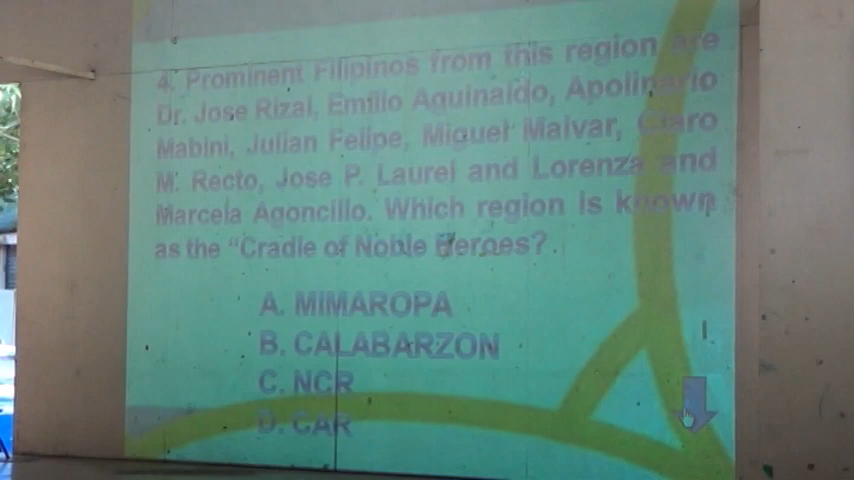 4. Prominent Filipinos from this region are
Dr. Jose Rizal, Emilio Aguinaldo, Apolinario
Mabini, Julian Felipe, Miguel Malvar, Claro
M. Recto, Jose P. Laurel and Lorenza and
Marcela Agoncillo. Which region is known
as the “Cradle of Noble Heroes?
A. MIMAROPA
B. CALABARZON
C. NCR
D. CAR